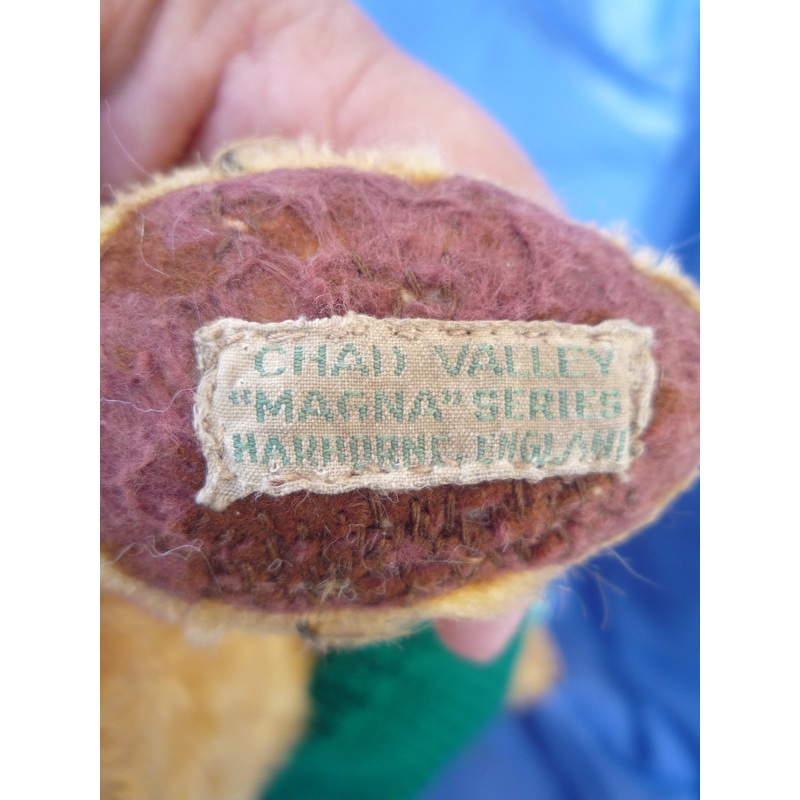 CHAD VALLEY
"MAGNA" SERIES
HARBORNE, ENGLAND